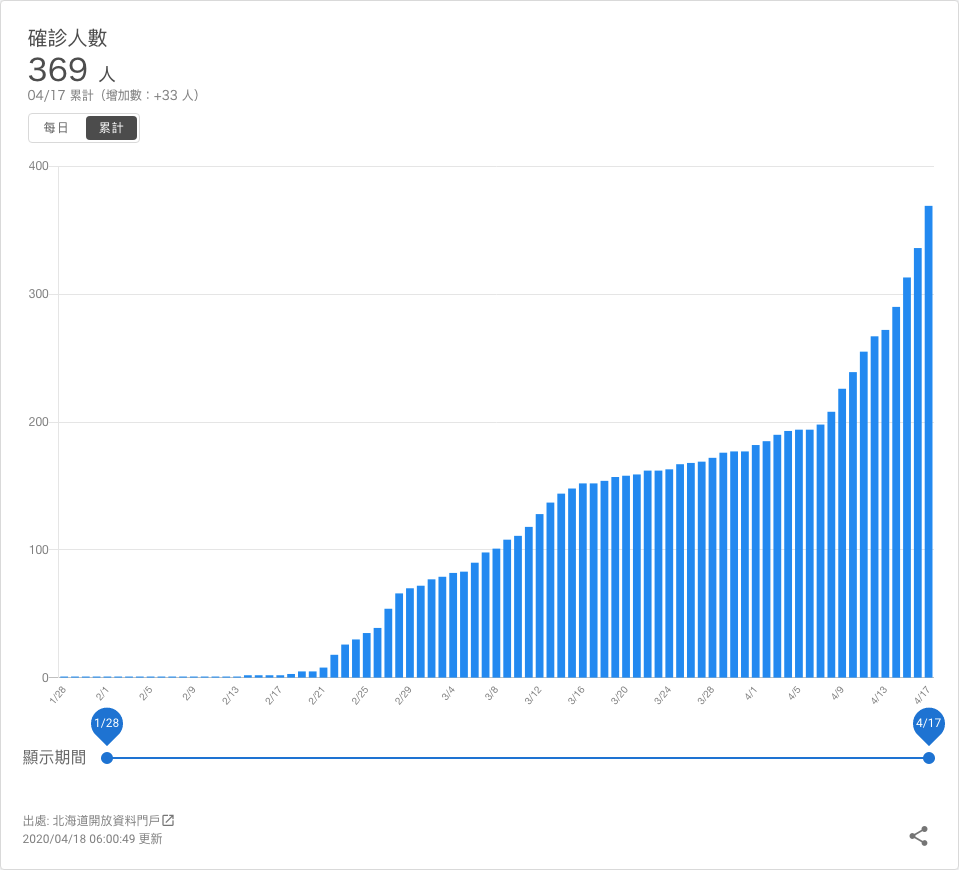 確診人數
369 人
04/17 累計（增加數：+33 人）
每日 累計
400
300
200
100
0
1/28 2/1 2/5 2/9 2/13 2/17 2/21 2/25 2/29 3/4 3/8 3/12 3/16 3/20 3/24 3/28 4/1 4/5 4/9 4/13 4/17
1/28 4/17
顯示期間
出處: 北海道開放資料門戶
2020/04/18 06:00:49 更新